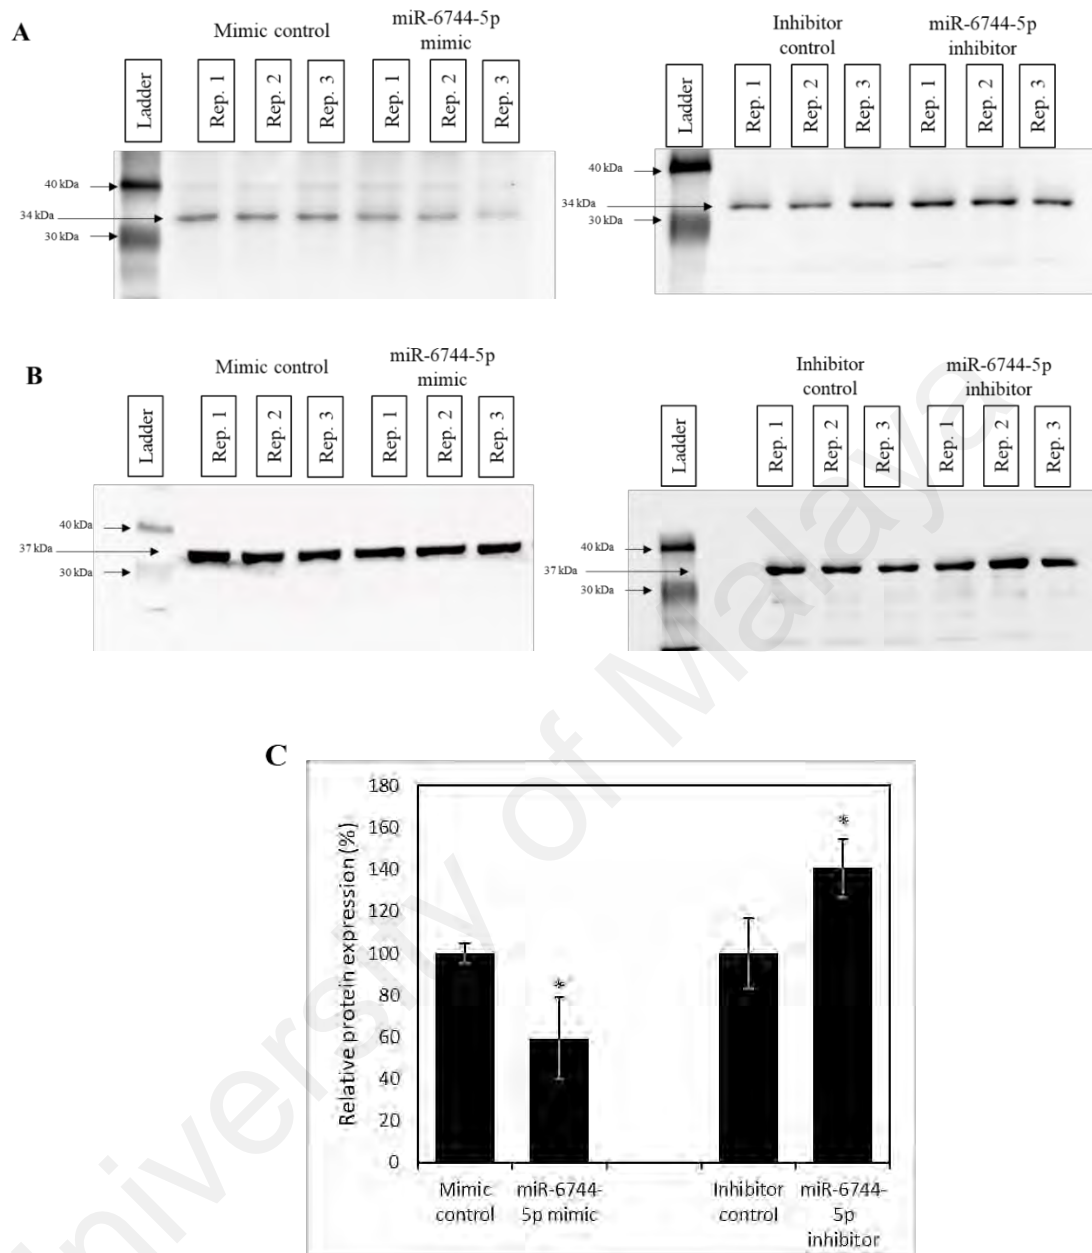 A
Mimic control
miR-6744-5p
mimic
Ladder
Rep. 1
Rep. 2
Rep. 3
Rep. 1
Rep. 2
Rep. 3
40 kDa
34 kDa
30 kDa
Inhibitor
control
miR-6744-5p
inhibitor
Ladder
Rep. 1
Rep. 2
Rep. 3
Rep. 1
Rep. 2
Rep. 3
40 kDa
34 kDa
30 kDa
B
Mimic control
miR-6744-5p
mimic
Ladder
Rep. 1
Rep. 2
Rep. 3
Rep. 1
Rep. 2
Rep. 3
40 kDa
37 kDa
30 kDa
Inhibitor
control
miR-6744-5p
inhibitor
Ladder
Rep. 1
Rep. 2
Rep. 3
Rep. 1
Rep. 2
Rep. 3
40 kDa
37 kDa
30 kDa
C
Relative protein expression (%)
180
160
140
120
100
80
60
40
20
0
*
*
Mimic
control
miR-6744-
5p mimic
Inhibitor
control
miR-6744-
5p
inhibitor
University of Malaya